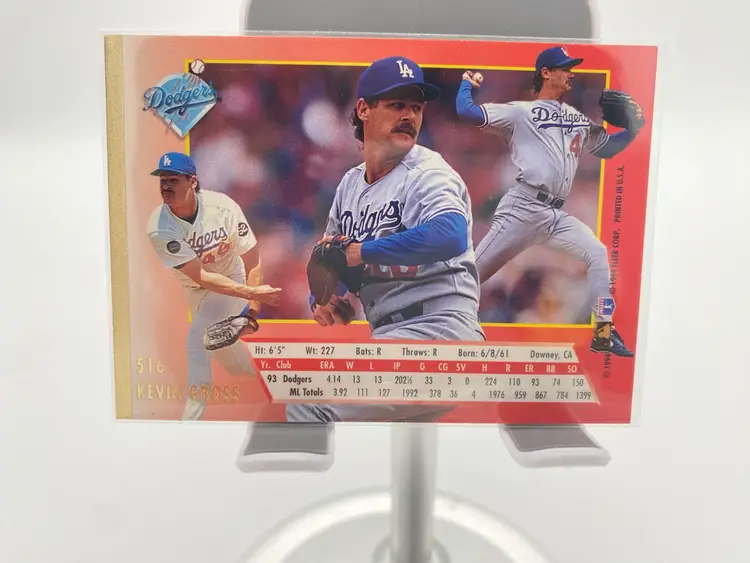 Dodgers
LA
Dodgers
Dodgers
Dodgers
516
KEVIN GROSS
Ht: 6'5" Wt: 227 Bats: R Throws: R Born: 6/8/61 Downey, CA
Yr. Club ERA W L IP G CG SV H R ER BB SO
93 Dodgers 4.14 13 13 202⅓ 33 3 0 224 110 93 74 150
ML Totals 3.92 111 127 1992 378 36 4 1976 959 867 784 1399
FLEER CORP. PRINTED IN U.S.A.